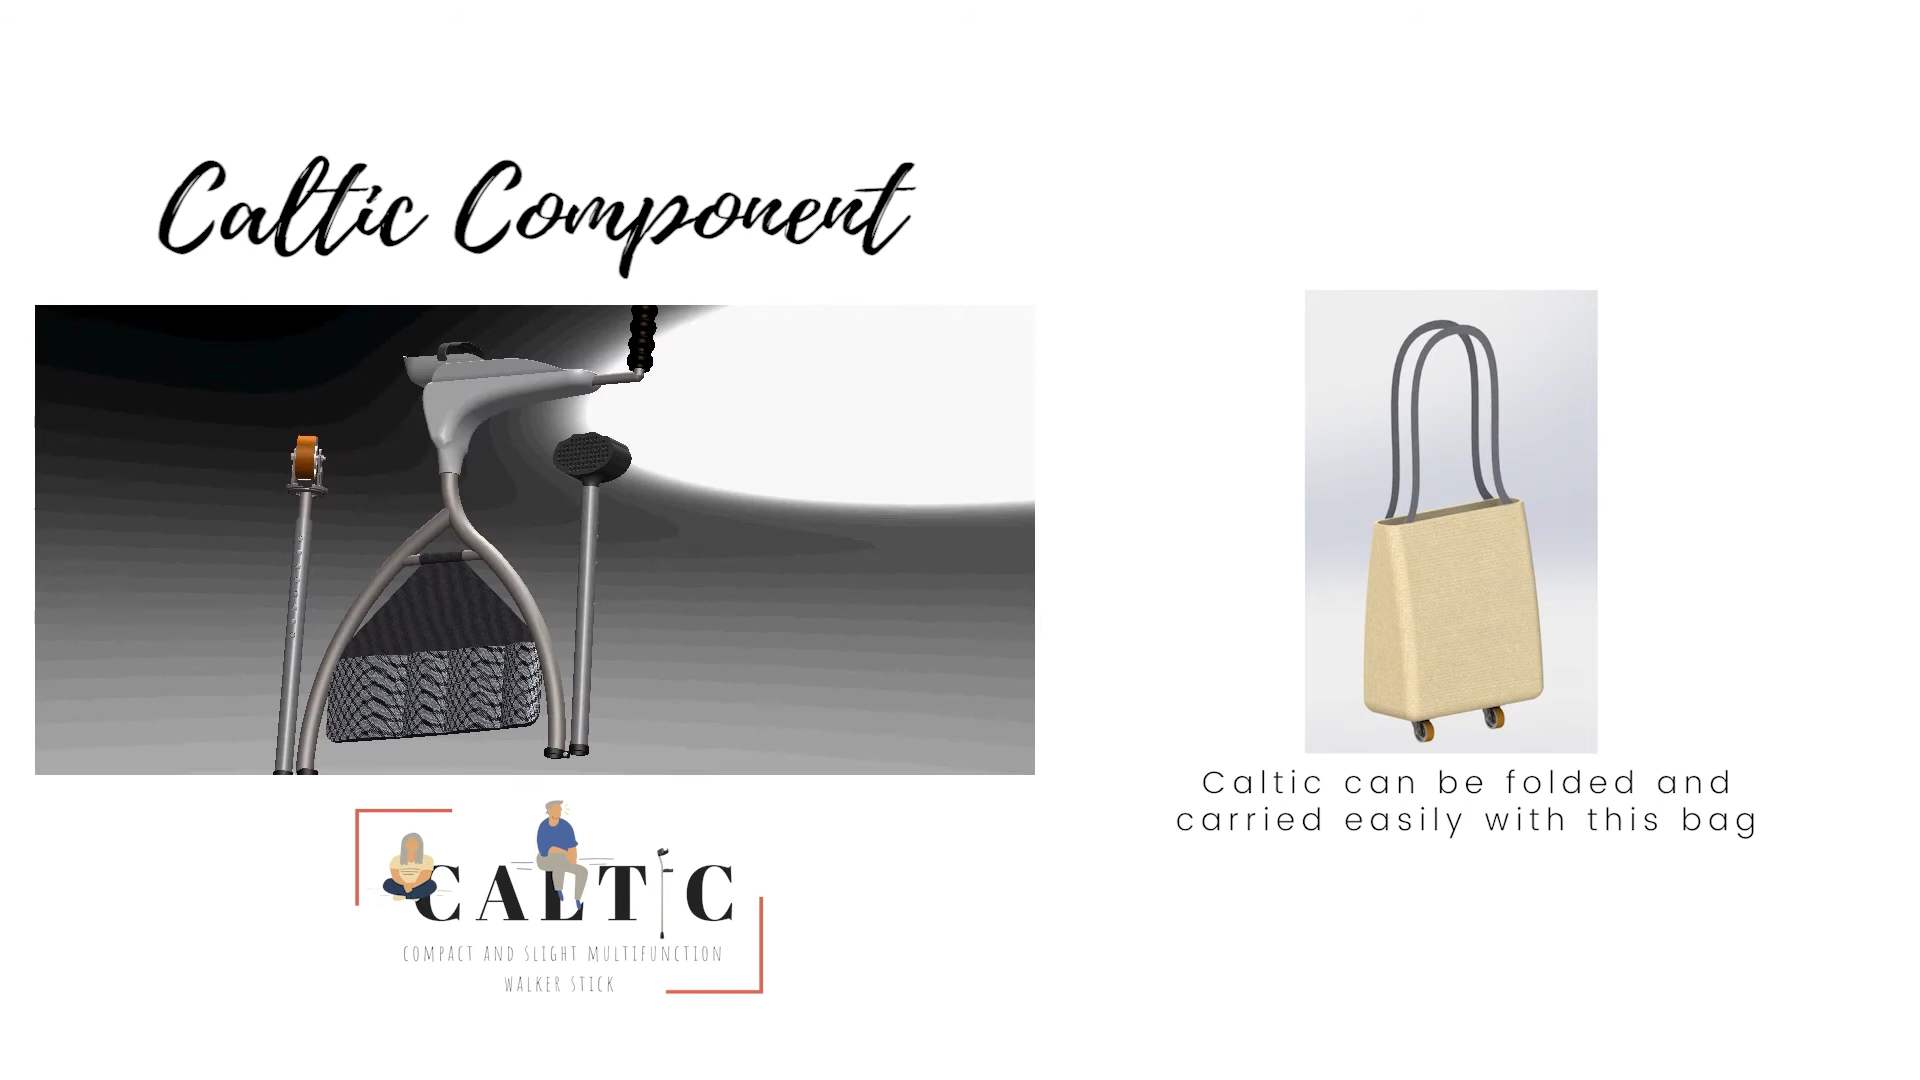 Caltic Component
Caltic can be folded and
carried easily with this bag
CALTIC
COMPACT AND SLIGHT MULTIFUNCTION
WALKER STICK